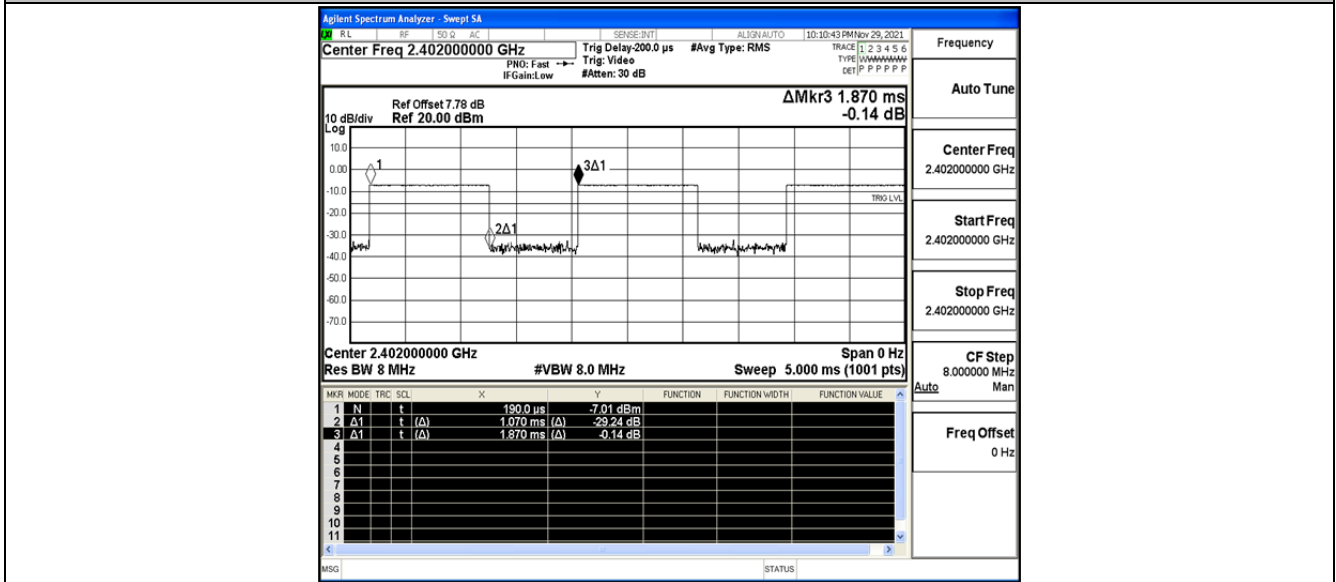 Agilent Spectrum Analyzer - Swept SA
RL RF 50 Ω AC SENSE:INT ALIGN AUTO 10:10:43 PM Nov 29, 2021
Center Freq 2.402000000 GHz
PNO: Fast
IFGain:Low
Trig Delay-200.0 µs
Trig: Video
#Atten: 30 dB
#Avg Type: RMS
TRACE 1 2 3 4 5 6
TYPE WWWWWW
DET P P P P P P
ΔMkr3 1.870 ms
-0.14 dB
Ref Offset 7.78 dB
10 dB/div Ref 20.00 dBm
Log
10.0
0.00
-10.0
-20.0
-30.0
-40.0
-50.0
-60.0
-70.0
1
2Δ1
3Δ1
TRIG LVL
Center 2.402000000 GHz Span 0 Hz
Res BW 8 MHz #VBW 8.0 MHz Sweep 5.000 ms (1001 pts)
MKR MODE TRC SCL X Y FUNCTION FUNCTION WIDTH FUNCTION VALUE
1 N t 190.0 µs -7.01 dBm
2 Δ1 t (Δ) 1.070 ms (Δ) -29.24 dB
3 Δ1 t (Δ) 1.870 ms (Δ) -0.14 dB
4
5
6
7
8
9
10
11
MSG STATUS
Frequency
Auto Tune
Center Freq
2.402000000 GHz
Start Freq
2.402000000 GHz
Stop Freq
2.402000000 GHz
CF Step
8.000000 MHz
Auto Man
Freq Offset
0 Hz